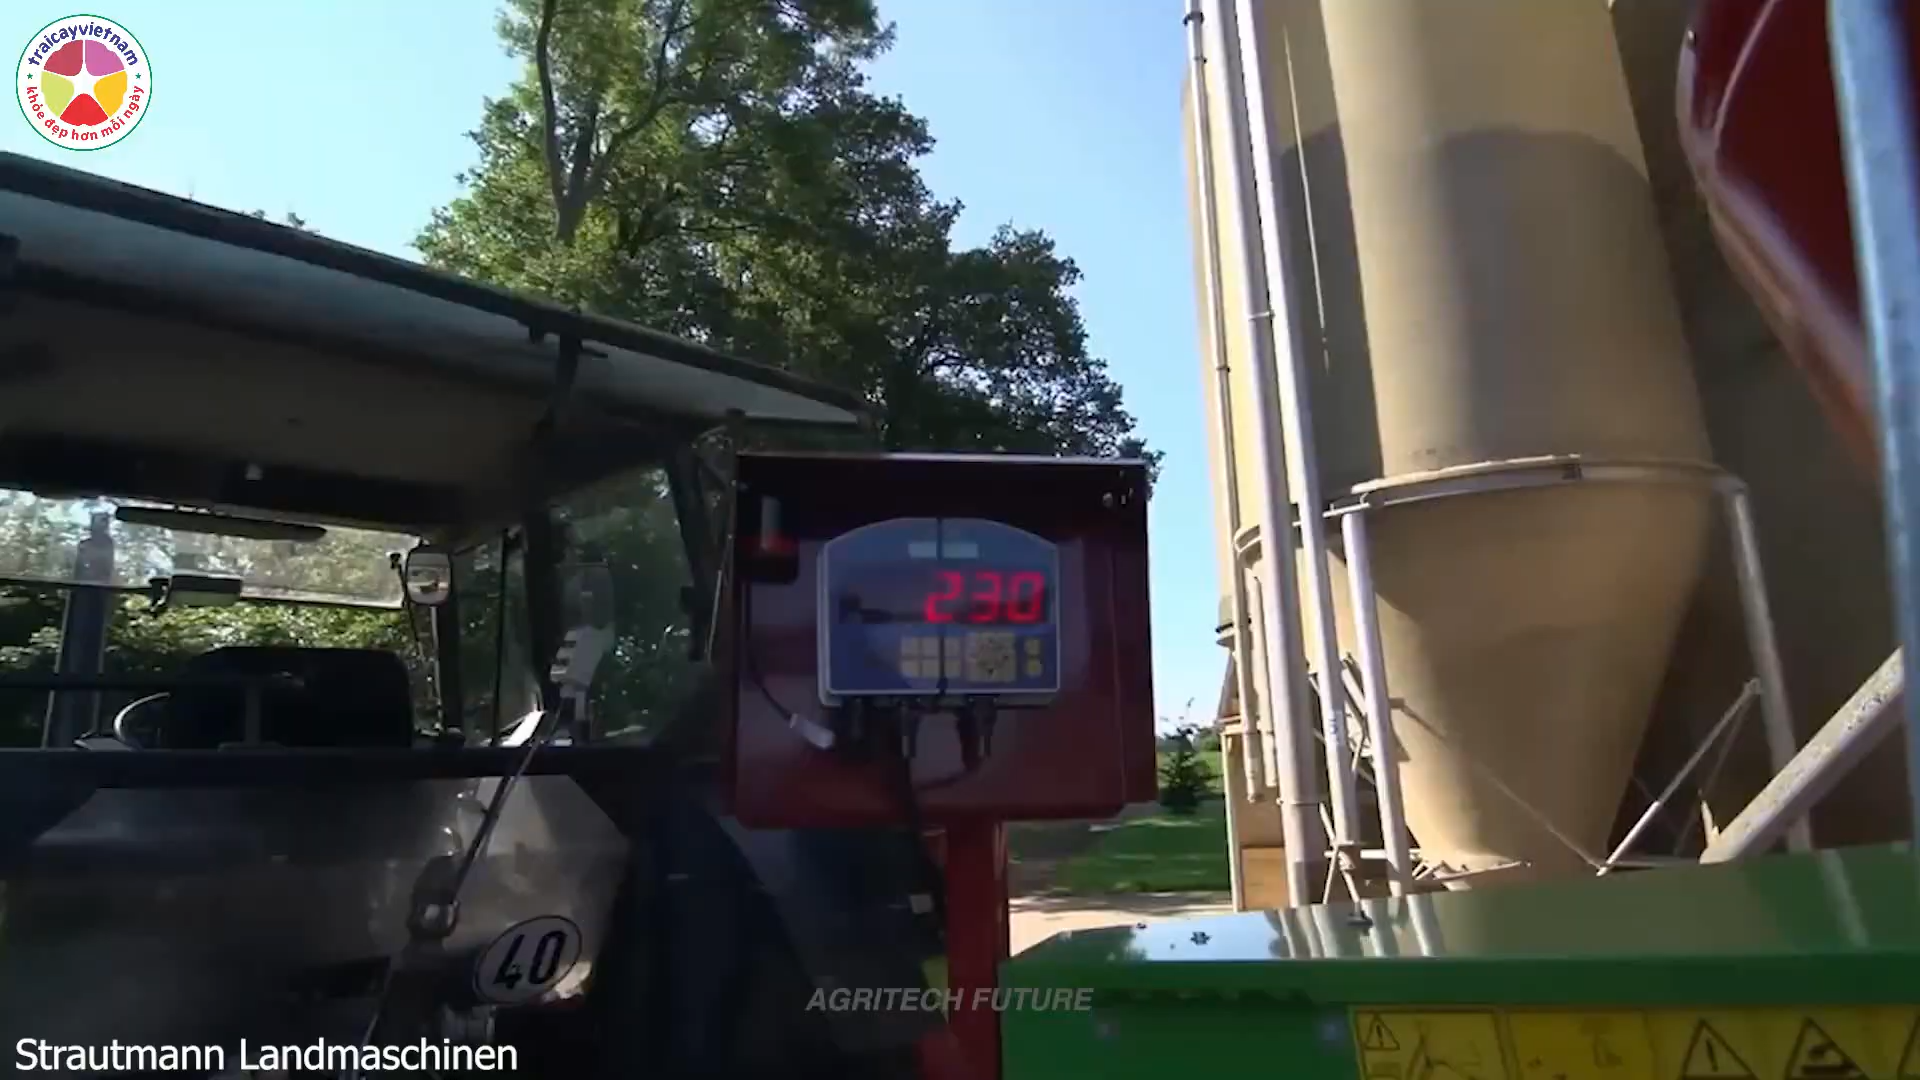 traicayvietnam
khỏe đẹp hơn mỗi ngày
230
40
AGRITECH FUTURE
Strautmann Landmaschinen